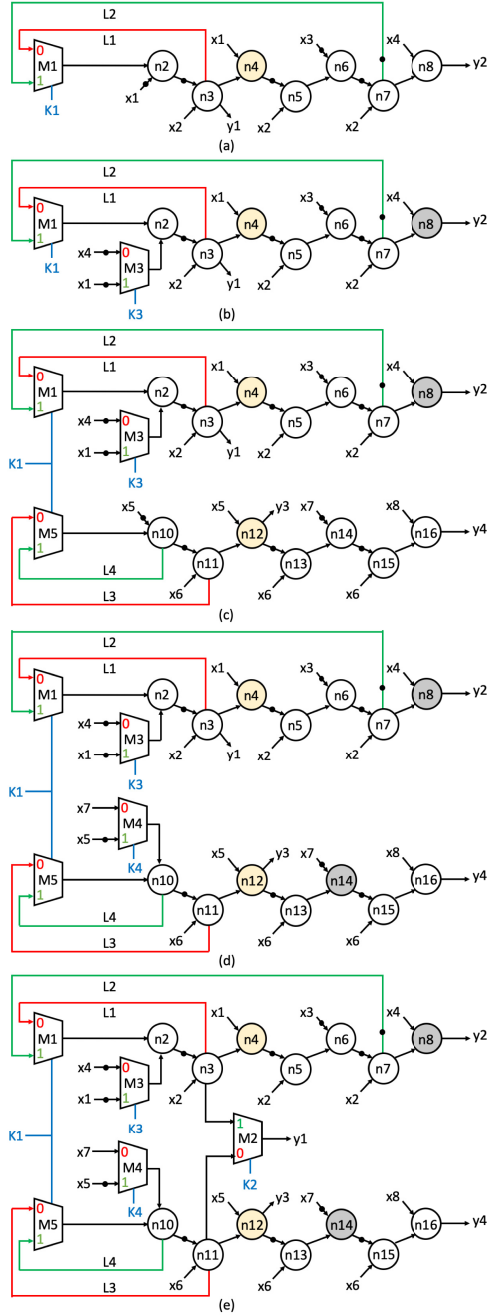 L2
L1
x1 x3 x4
0 M1 1 n2 n4 n6 n8 y2
K1 x1 n3 n5 n7
x2 y1 x2 x2
(a)
L2
L1
x1 x3 x4
0 M1 1 n2 n4 n6 n8 y2
K1 x4 0 M3 n3 n5 n7
x1 1 x2 y1 x2 x2
K3
(b)
L2
L1
x1 x3 x4
0 M1 1 n2 n4 n6 n8 y2
x4 0 M3 n3 n5 n7
x1 1 x2 y1 x2 x2
K1 K3
x5 x5 y3 x7 x8
0 M5 1 n10 n12 n14 n16 y4
L4 n11 n13 n15
L3 x6 x6 x6
(c)
L2
L1
x1 x3 x4
0 M1 1 n2 n4 n6 n8 y2
x4 0 M3 n3 n5 n7
x1 1 x2 y1 x2 x2
K1 K3
x7 0 M4
x5 1 x5 y3 x7 x8
K4
0 M5 1 n10 n12 n14 n16 y4
L4 n11 n13 n15
L3 x6 x6 x6
(d)
L2
L1
x1 x3 x4
0 M1 1 n2 n4 n6 n8 y2
x4 0 M3 n3 n5 n7
x1 1 x2 x2 x2
K3 1
K1 M2 y1
x7 0 M4 0
x5 1 K2
K4 x5 y3 x7 x8
0 M5 1 n10 n12 n14 n16 y4
L4 n11 n13 n15
L3 x6 x6 x6
(e)